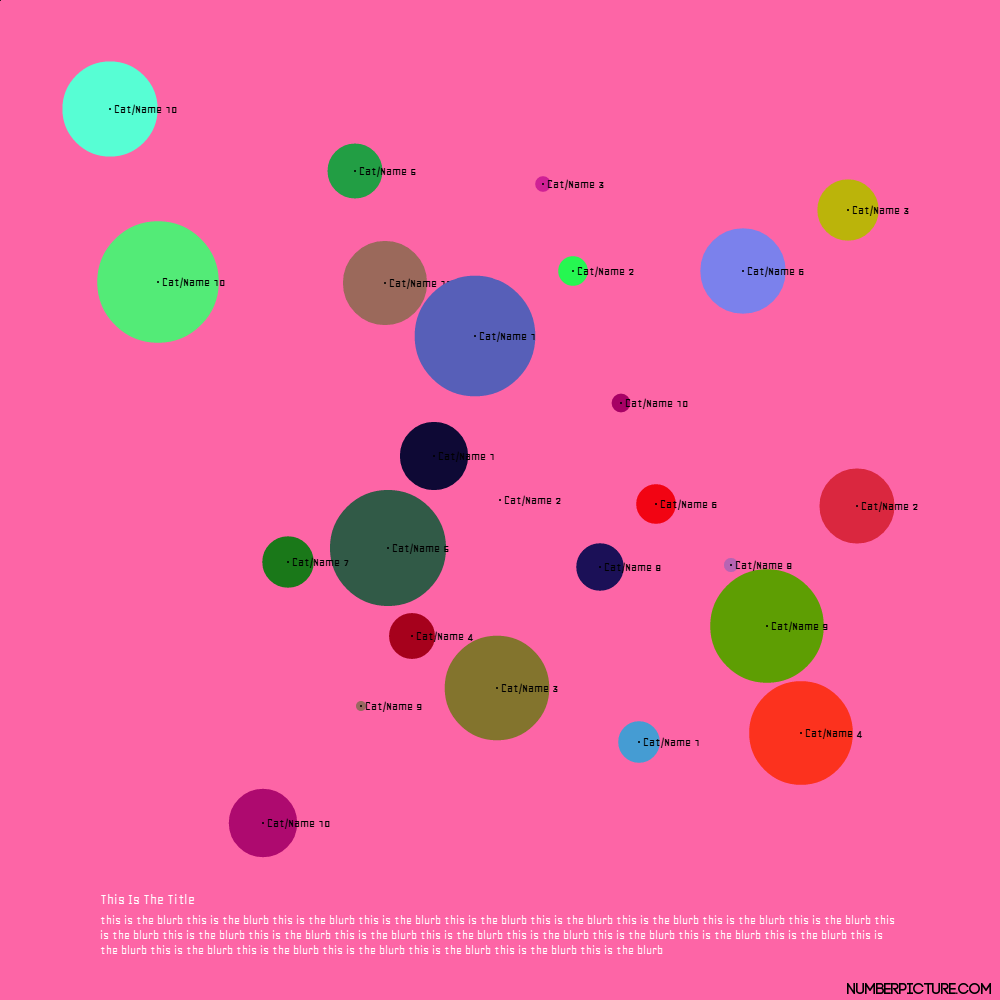 Cat/Name 10
Cat/Name 6
Cat/Name 3
Cat/Name 3
Cat/Name 10
Cat/Name
Cat/Name 2
Cat/Name 6
Cat/Name 1
Cat/Name 10
Cat/Name 1
Cat/Name 2
Cat/Name 6
Cat/Name 2
Cat/Name 7
Cat/Name 6
Cat/Name 8
Cat/Name 8
Cat/Name 9
Cat/Name 4
Cat/Name 3
Cat/Name 9
Cat/Name 1
Cat/Name 4
Cat/Name 10
This Is The Title
this is the blurb this is the blurb this is the blurb this is the blurb this is the blurb this is the blurb this is the blurb this is the blurb this is the blurb this
is the blurb this is the blurb this is the blurb this is the blurb this is the blurb this is the blurb this is the blurb this is the blurb this is the blurb this is
the blurb this is the blurb this is the blurb this is the blurb this is the blurb this is the blurb this is the blurb
NUMBERPICTURE.COM